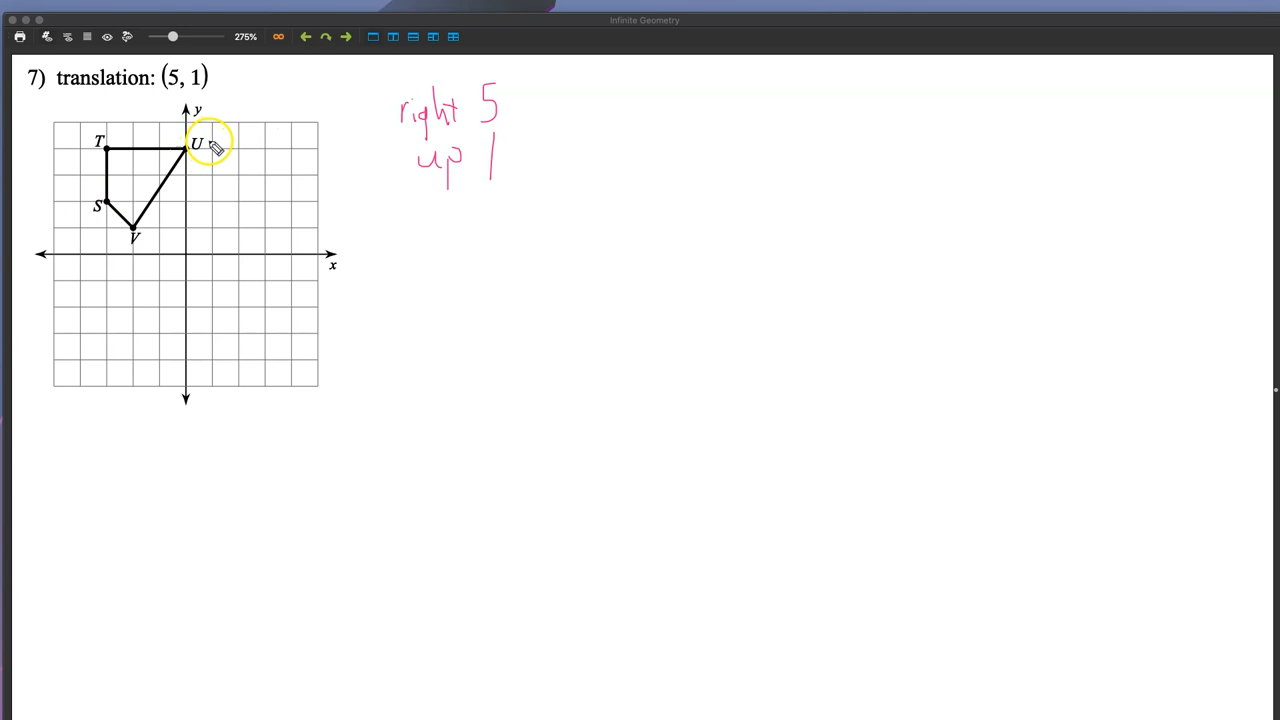 Infinite Geometry
275%
7) translation: (5, 1)
right 5
up 1
y
T
U
S
V
x